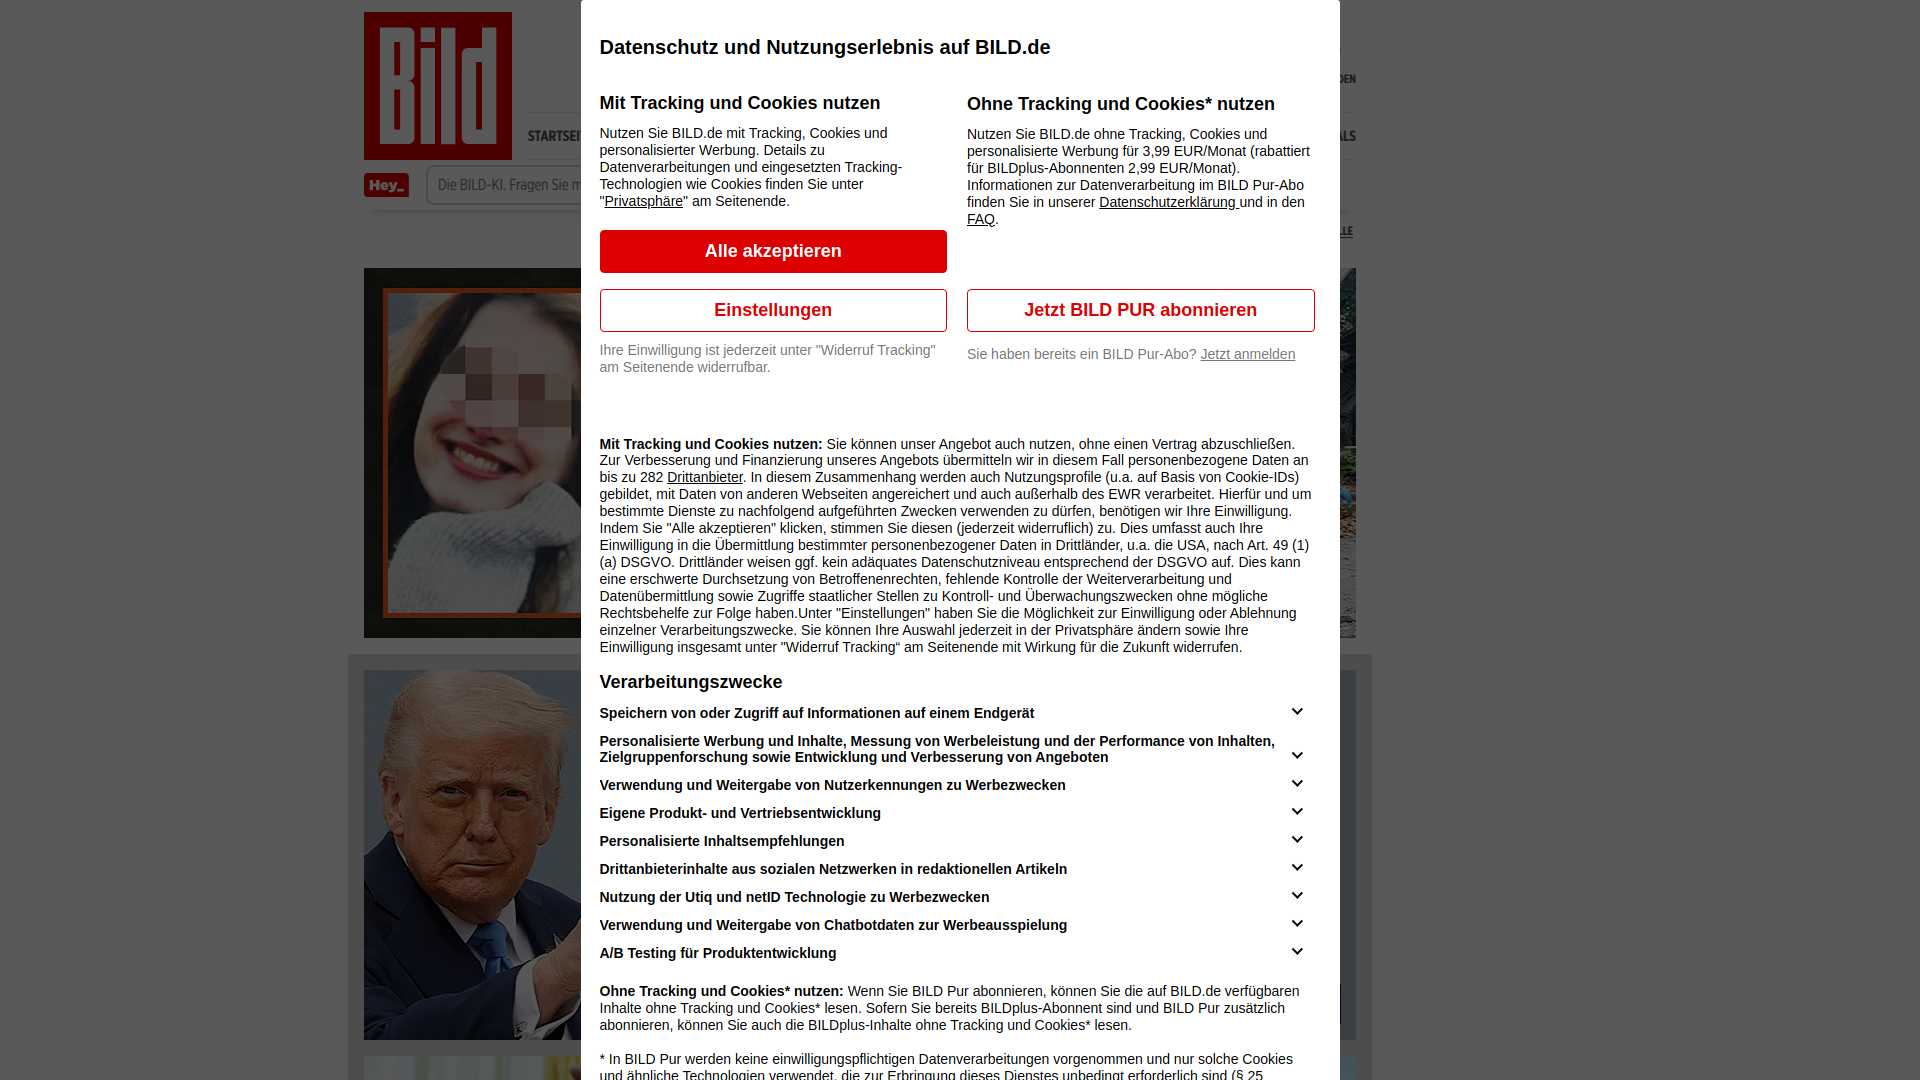 Bild
Datenschutz und Nutzungserlebnis auf BILD.de
STARTSEI
ALS
Hey_
Die BILD-KI. Fragen Sie m
Mit Tracking und Cookies nutzen
Nutzen Sie BILD.de mit Tracking, Cookies und
personalisierter Werbung. Details zu
Datenverarbeitungen und eingesetzten Tracking-
Technologien wie Cookies finden Sie unter
"Privatsphäre" am Seitenende.
Alle akzeptieren
Einstellungen
Ihre Einwilligung ist jederzeit unter "Widerruf Tracking"
am Seitenende widerrufbar.
Ohne Tracking und Cookies* nutzen
Nutzen Sie BILD.de ohne Tracking, Cookies und
personalisierte Werbung für 3,99 EUR/Monat (rabattiert
für BILDplus-Abonnenten 2,99 EUR/Monat).
Informationen zur Datenverarbeitung im BILD Pur-Abo
finden Sie in unserer Datenschutzerklärung und in den
FAQ.
Jetzt BILD PUR abonnieren
Sie haben bereits ein BILD Pur-Abo? Jetzt anmelden
Mit Tracking und Cookies nutzen: Sie können unser Angebot auch nutzen, ohne einen Vertrag abzuschließen.
Zur Verbesserung und Finanzierung unseres Angebots übermitteln wir in diesem Fall personenbezogene Daten an
bis zu 282 Drittanbieter. In diesem Zusammenhang werden auch Nutzungsprofile (u.a. auf Basis von Cookie-IDs)
gebildet, mit Daten von anderen Webseiten angereichert und auch außerhalb des EWR verarbeitet. Hierfür und um
bestimmte Dienste zu nachfolgend aufgeführten Zwecken verwenden zu dürfen, benötigen wir Ihre Einwilligung.
Indem Sie "Alle akzeptieren" klicken, stimmen Sie diesen (jederzeit widerruflich) zu. Dies umfasst auch Ihre
Einwilligung in die Übermittlung bestimmter personenbezogener Daten in Drittländer, u.a. die USA, nach Art. 49 (1)
(a) DSGVO. Drittländer weisen ggf. kein adäquates Datenschutzniveau entsprechend der DSGVO auf. Dies kann
eine erschwerte Durchsetzung von Betroffenenrechten, fehlende Kontrolle der Weiterverarbeitung und
Datenübermittlung sowie Zugriffe staatlicher Stellen zu Kontroll- und Überwachungszwecken ohne mögliche
Rechtsbehelfe zur Folge haben.Unter "Einstellungen" haben Sie die Möglichkeit zur Einwilligung oder Ablehnung
einzelner Verarbeitungszwecke. Sie können Ihre Auswahl jederzeit in der Privatsphäre ändern sowie Ihre
Einwilligung insgesamt unter "Widerruf Tracking“ am Seitenende mit Wirkung für die Zukunft widerrufen.
Verarbeitungszwecke
Speichern von oder Zugriff auf Informationen auf einem Endgerät
Personalisierte Werbung und Inhalte, Messung von Werbeleistung und der Performance von Inhalten,
Zielgruppenforschung sowie Entwicklung und Verbesserung von Angeboten
Verwendung und Weitergabe von Nutzerkennungen zu Werbezwecken
Eigene Produkt- und Vertriebsentwicklung
Personalisierte Inhaltsempfehlungen
Drittanbieterinhalte aus sozialen Netzwerken in redaktionellen Artikeln
Nutzung der Utiq und netID Technologie zu Werbezwecken
Verwendung und Weitergabe von Chatbotdaten zur Werbeausspielung
A/B Testing für Produktentwicklung
Ohne Tracking und Cookies* nutzen: Wenn Sie BILD Pur abonnieren, können Sie die auf BILD.de verfügbaren
Inhalte ohne Tracking und Cookies* lesen. Sofern Sie bereits BILDplus-Abonnent sind und BILD Pur zusätzlich
abonnieren, können Sie auch die BILDplus-Inhalte ohne Tracking und Cookies* lesen.
* In BILD Pur werden keine einwilligungspflichtigen Datenverarbeitungen vorgenommen und nur solche Cookies
und ähnliche Technologien verwendet, die zur Erbringung dieses Dienstes unbedingt erforderlich sind (§ 25